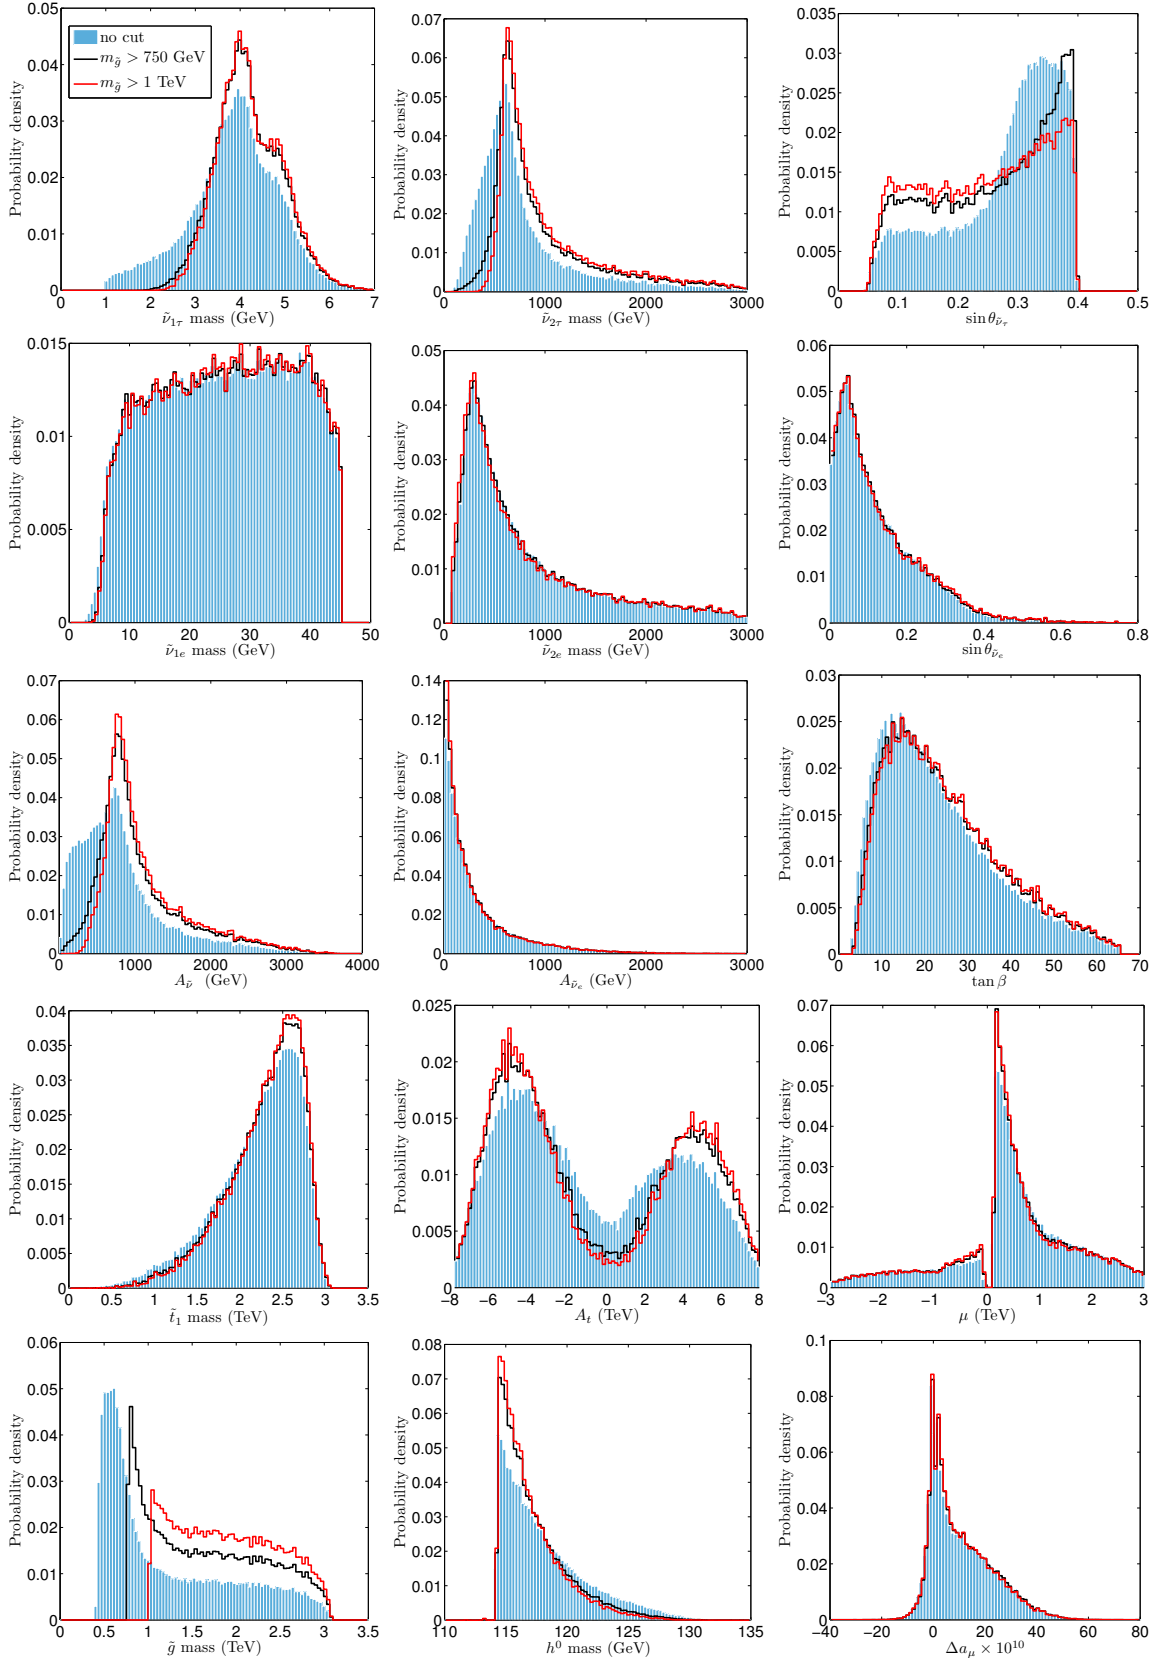 no cut
m_g̃ > 750 GeV
m_g̃ > 1 TeV
Probability density
0.05
0.04
0.03
0.02
0.01
0
0 1 2 3 4 5 6 7
ν̃_1τ mass (GeV)
Probability density
0.08
0.07
0.06
0.05
0.04
0.03
0.02
0.01
0
0 1000 2000 3000
ν̃_2τ mass (GeV)
Probability density
0.035
0.03
0.025
0.02
0.015
0.01
0.005
0
0 0.1 0.2 0.3 0.4 0.5
sin θ_ν̃τ
Probability density
0.015
0.01
0.005
0
0 10 20 30 40 50
ν̃_1e mass (GeV)
Probability density
0.05
0.04
0.03
0.02
0.01
0
0 1000 2000 3000
ν̃_2e mass (GeV)
Probability density
0.06
0.05
0.04
0.03
0.02
0.01
0
0 0.2 0.4 0.6 0.8
sin θ_ν̃e
Probability density
0.07
0.06
0.05
0.04
0.03
0.02
0.01
0
0 1000 2000 3000 4000
A_ν̃ (GeV)
Probability density
0.14
0.12
0.1
0.08
0.06
0.04
0.02
0
0 1000 2000 3000
A_ν̃e (GeV)
Probability density
0.03
0.025
0.02
0.015
0.01
0.005
0
0 10 20 30 40 50 60 70
tan β
Probability density
0.04
0.035
0.03
0.025
0.02
0.015
0.01
0.005
0
0 0.5 1 1.5 2 2.5 3 3.5
t̃_1 mass (TeV)
Probability density
0.025
0.02
0.015
0.01
0.005
0
−8 −6 −4 −2 0 2 4 6 8
A_t (TeV)
Probability density
0.07
0.06
0.05
0.04
0.03
0.02
0.01
0
−3 −2 −1 0 1 2 3
μ (TeV)
Probability density
0.06
0.05
0.04
0.03
0.02
0.01
0
0 0.5 1 1.5 2 2.5 3 3.5
g̃ mass (TeV)
Probability density
0.08
0.07
0.06
0.05
0.04
0.03
0.02
0.01
0
110 115 120 125 130 135
h⁰ mass (GeV)
Probability density
0.1
0.08
0.06
0.04
0.02
0
−40 −20 0 20 40 60 80
Δa_μ × 10¹⁰